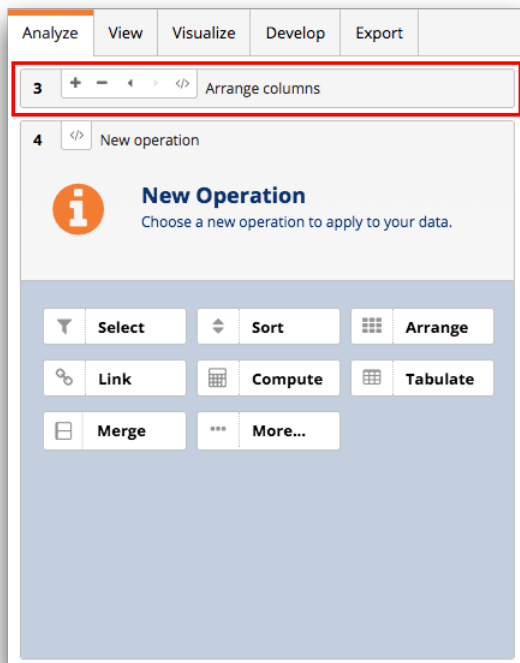 Analyze View Visualize Develop Export
3 + − </> Arrange columns
4 </> New operation
New Operation
Choose a new operation to apply to your data.
Select Sort Arrange
Link Compute Tabulate
Merge More...